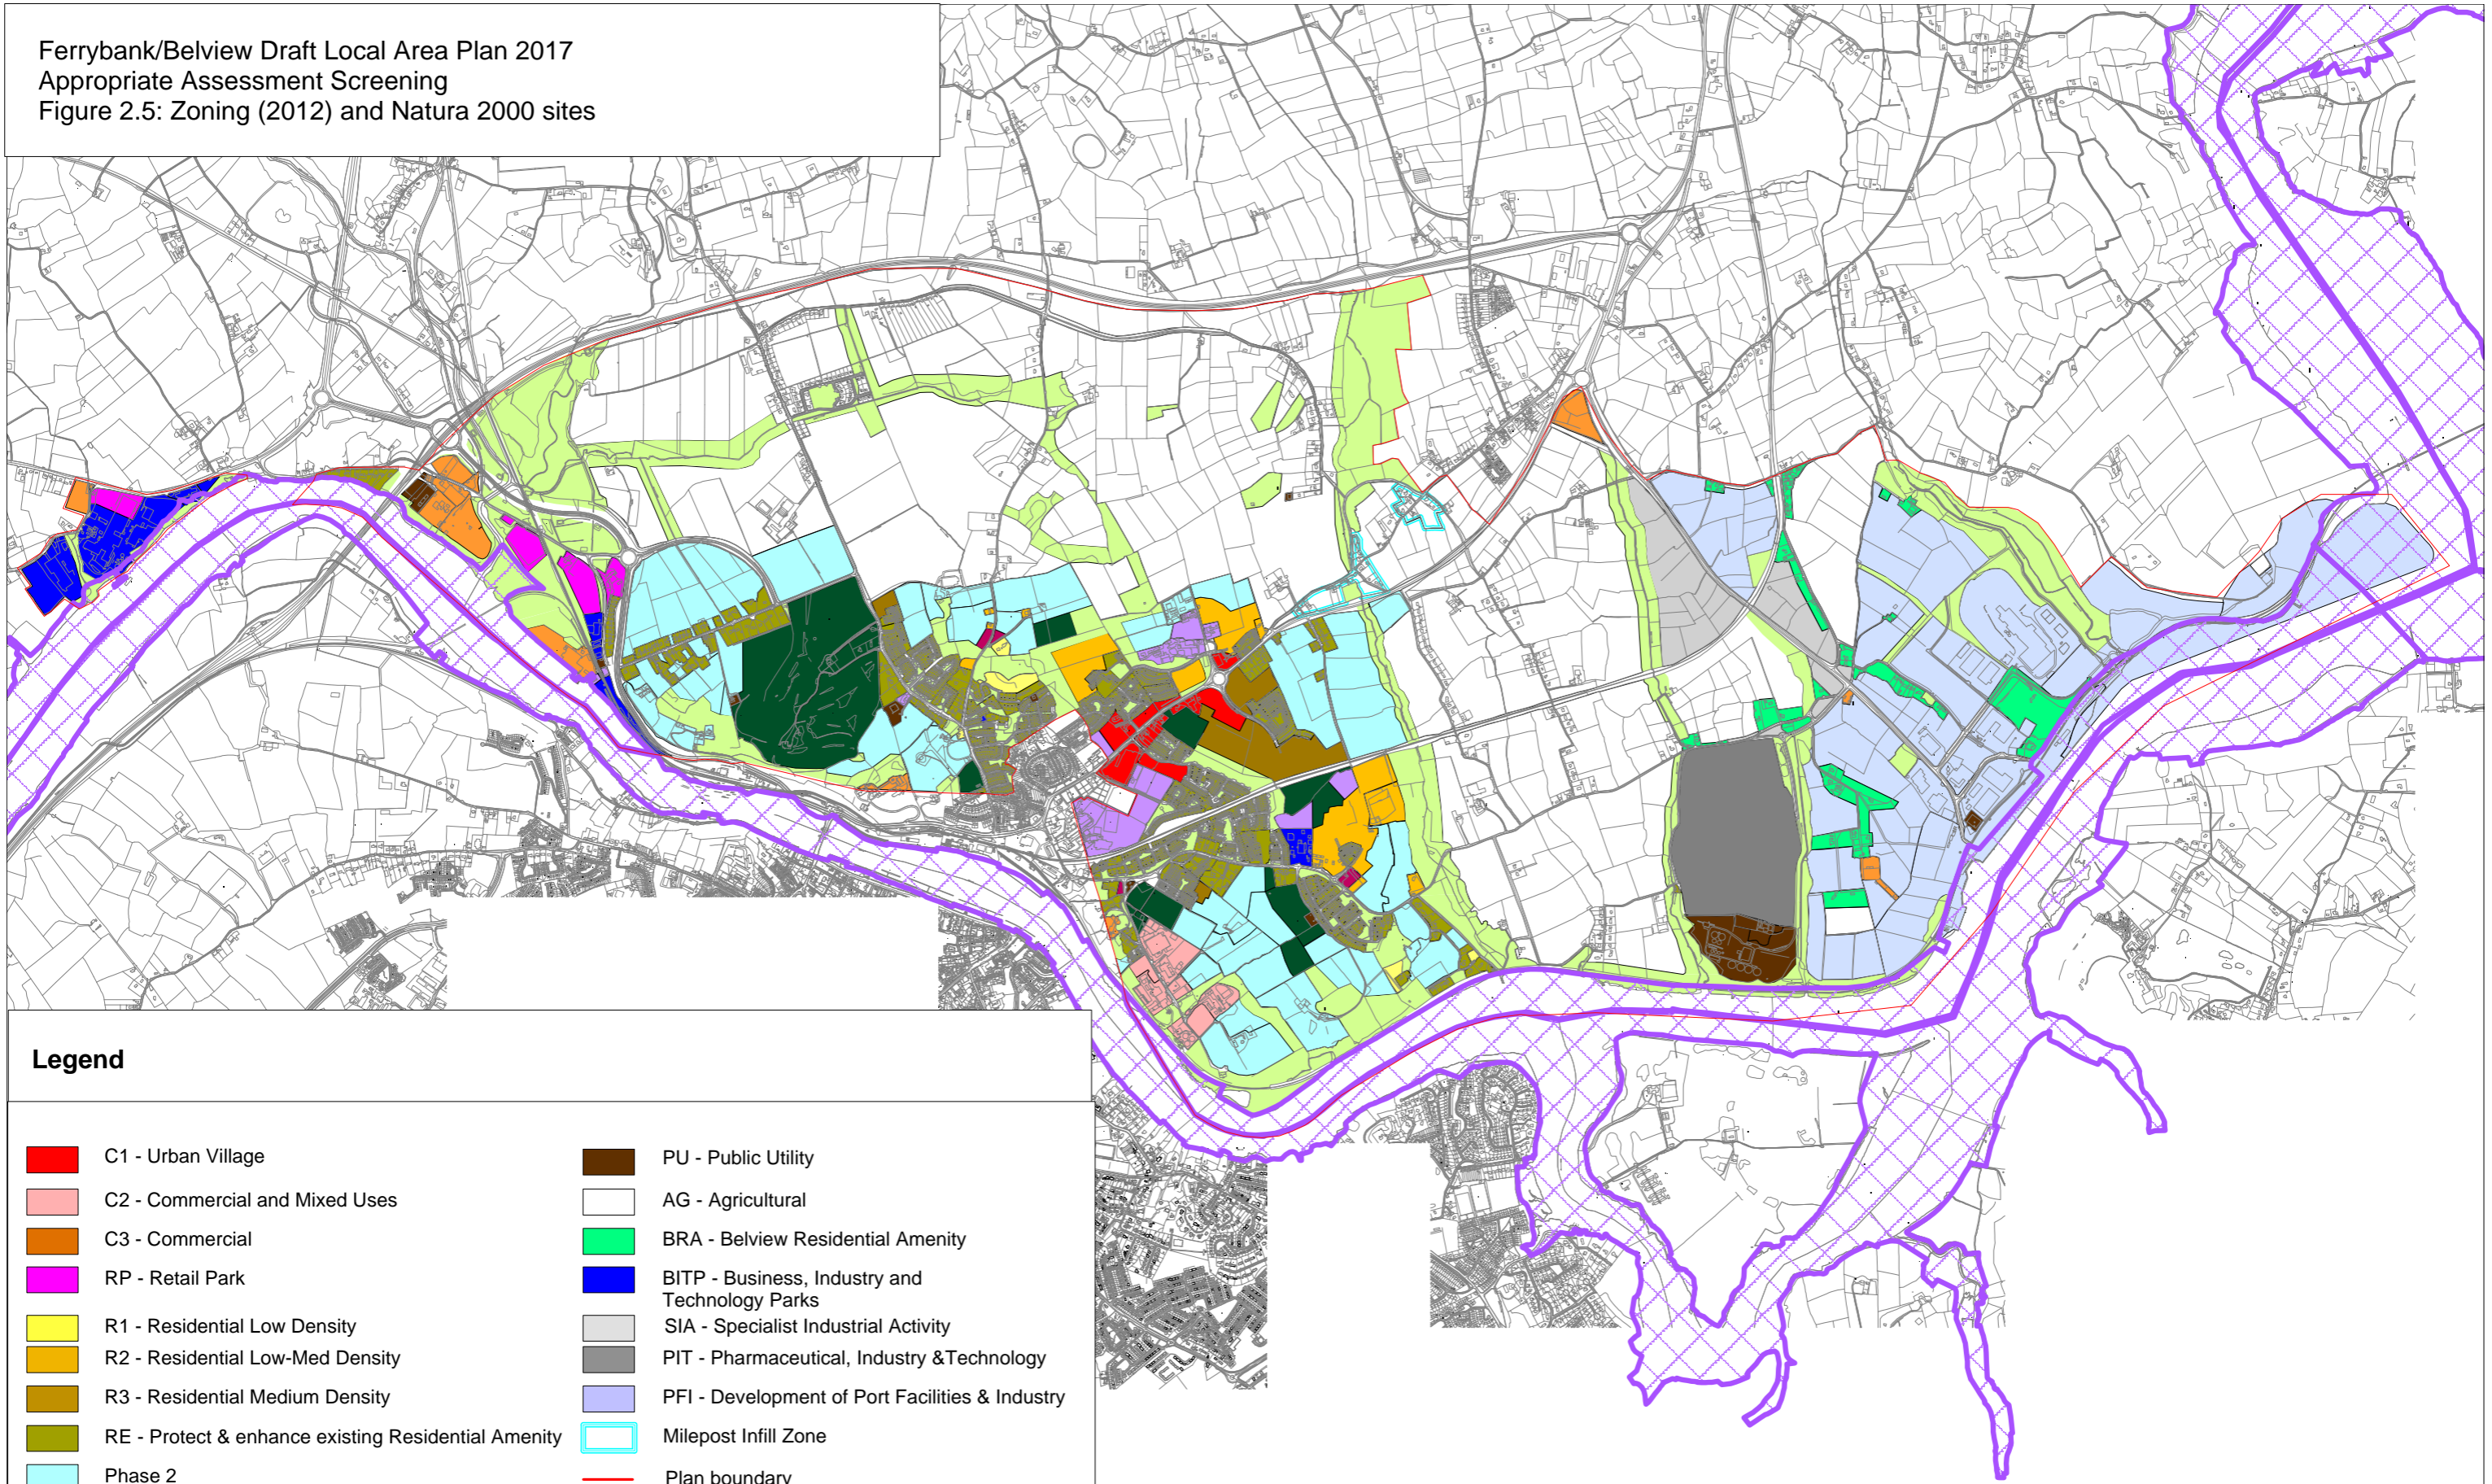 Ferrybank/Belview Draft Local Area Plan 2017
Appropriate Assessment Screening
Figure 2.5: Zoning (2012) and Natura 2000 sites
Legend
C1 - Urban Village
C2 - Commercial and Mixed Uses
C3 - Commercial
RP - Retail Park
R1 - Residential Low Density
R2 - Residential Low-Med Density
R3 - Residential Medium Density
RE - Protect & enhance existing Residential Amenity
Phase 2
PU - Public Utility
AG - Agricultural
BRA - Belview Residential Amenity
BITP - Business, Industry and
Technology Parks
SIA - Specialist Industrial Activity
PIT - Pharmaceutical, Industry &Technology
PFI - Development of Port Facilities & Industry
Milepost Infill Zone
Plan boundary